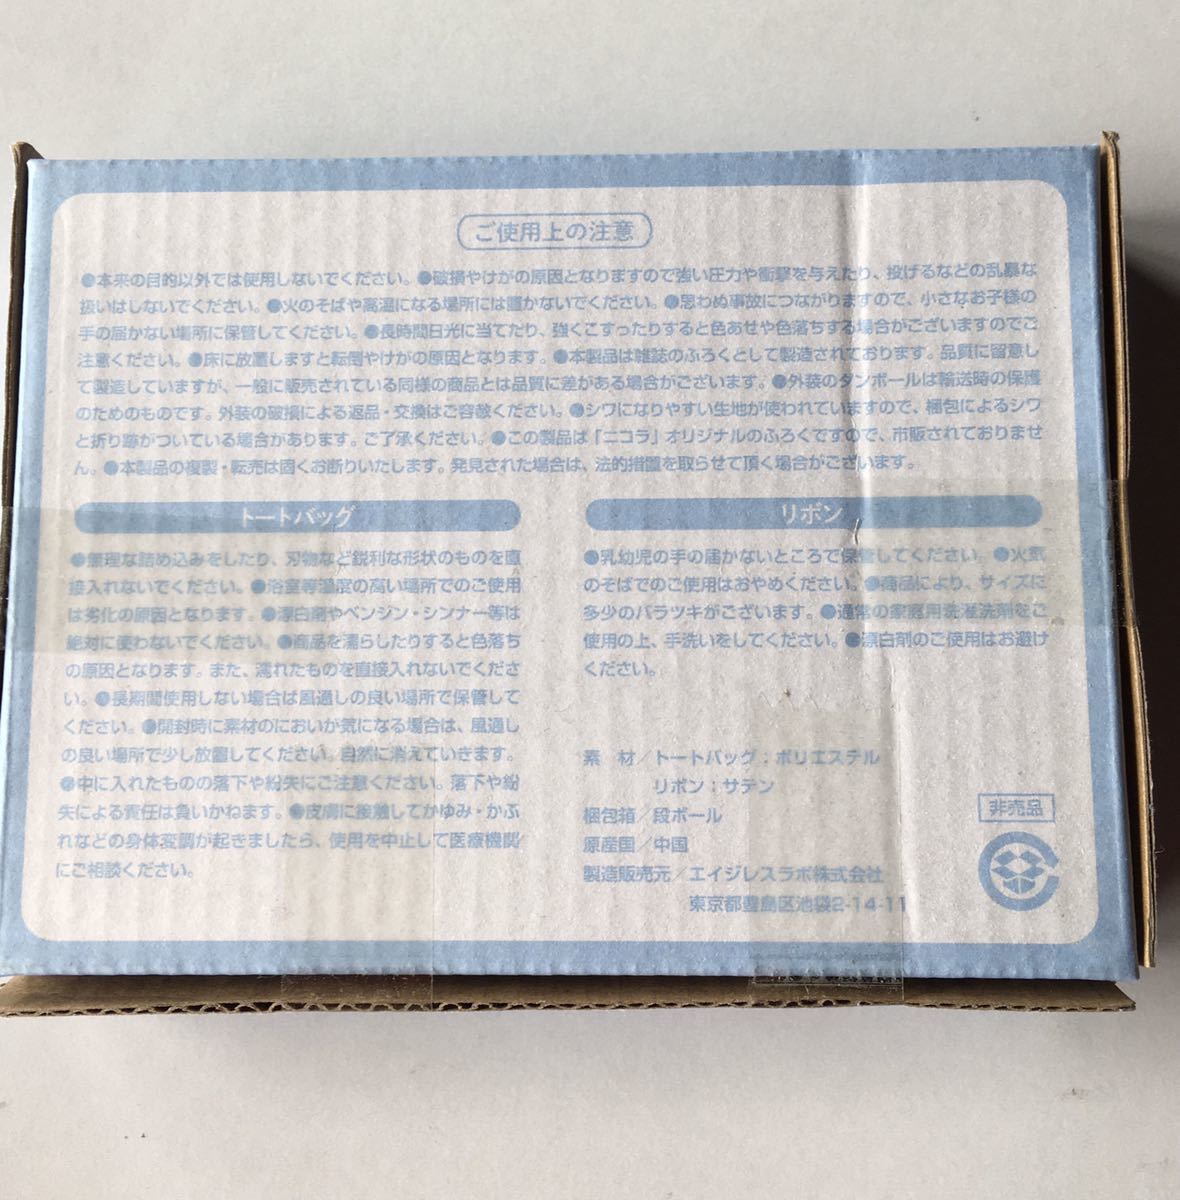 ご使用上の注意
●本来の目的以外では使用しないでください。●破損やけがの原因となりますので強い圧力や衝撃を与えたり、投げるなどの乱暴な
扱いはしないでください。●火のそばや高温になる場所には置かないでください。●思わぬ事故につながりますので、小さなお子様の
手の届かない場所に保管してください。●長時間日光に当てたり、強くこすったりすると色あせや色落ちする場合がございますのでご
注意ください。●床に放置しますと転倒やけがの原因となります。●本製品は雑誌のふろくとして製造されております。品質に留意し
て製造していますが、一般に販売されている同様の商品とは品質に差がある場合がございます。●外装のダンボールは輸送時の保護
のためのものです。外装の破損による返品・交換はご容赦ください。●シワになりやすい生地が使われていますので、梱包によるシワ
と折り跡がついている場合があります。ご了承ください。●この製品は「ニコラ」オリジナルのふろくですので、市販されておりませ
ん。●本製品の複製・転売は固くお断りいたします。発見された場合は、法的措置を取らせて頂く場合がございます。
トートバッグ
●無理な詰め込みをしたり、刃物など鋭利な形状のものを直
接入れないでください。●浴室等湿度の高い場所でのご使用
は劣化の原因となります。●漂白剤やベンジン・シンナー等は
絶対に使わないでください。●商品を濡らしたりすると色落ち
の原因となります。また、濡れたものを直接入れないでくださ
い。●長期間使用しない場合は風通しの良い場所で保管して
ください。●開封時に素材のにおいが気になる場合は、風通し
の良い場所で少し放置してください。自然に消えていきます。
●中に入れたものの落下や紛失にご注意ください。落下や紛
失による責任は負いかねます。●皮膚に接触してかゆみ・かぶ
れなどの身体変調が起きましたら、使用を中止して医療機関
にご相談ください。
リボン
●乳幼児の手の届かないところで保管してください。●火気
のそばでのご使用はおやめください。●商品により、サイズに
多少のバラツキがございます。●通常の家庭用洗濯洗剤をご
使用の上、手洗いをしてください。●漂白剤のご使用はお避け
ください。
素　材／トートバッグ：ポリエステル
リボン：サテン
梱包箱／段ボール
原産国／中国
製造販売元／エイジレスラボ株式会社
東京都豊島区池袋2-14-11
非売品